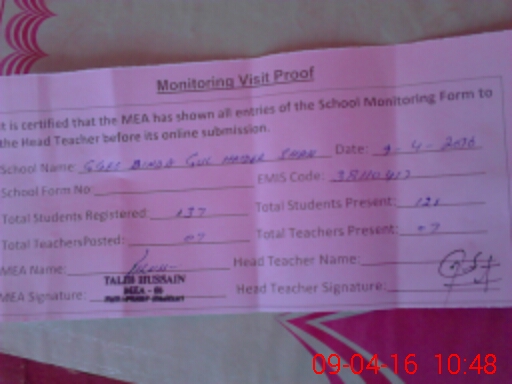 Monitoring Visit Proof
It is certified that the MEA has shown all entries of the School Monitoring Form to
the Head Teacher before its online submission.
School Name: Date: 9-4-2016
School Form No: EMIS Code:
Total Students Registered: 137 Total Students Present: 121
Total TeachersPosted: 07 Total Teachers Present: 07
MEA Name: Head Teacher Name:
TALIB HUSSAIN
MEA Signature: Head Teacher Signature:
09-04-16 10:48